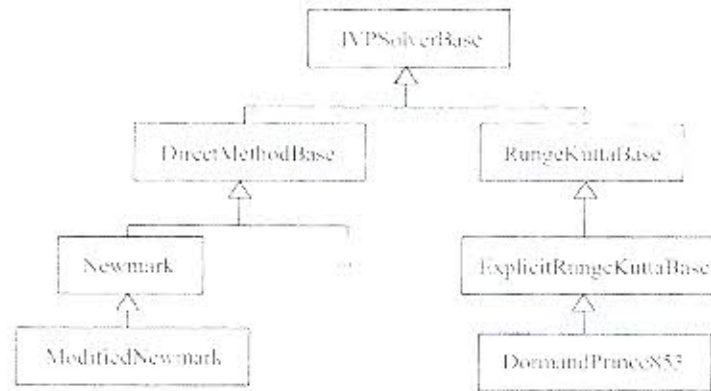 IVPSolverBase
DirectMethodBase
RungeKuttaBase
Newmark
...
ExplicitRungeKuttaBase
ModifiedNewmark
DormandPrince853